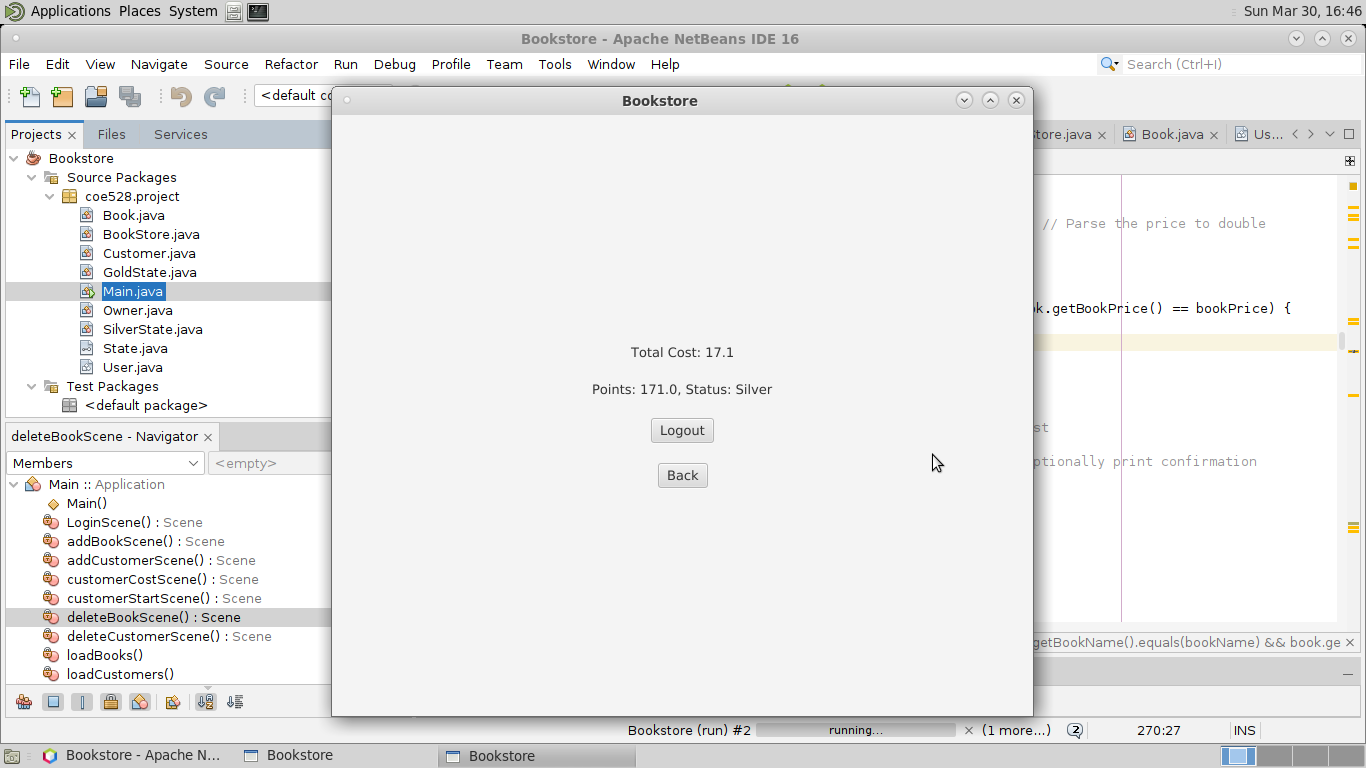 Applications Places System
Sun Mar 30, 16:46
Bookstore - Apache NetBeans IDE 16
File Edit View Navigate Source Refactor Run Debug Profile Team Tools Window Help
Search (Ctrl+I)
<default co
Bookstore
Projects Files Services
tore.java Book.java Us...
Bookstore
Source Packages
coe528.project
Book.java
BookStore.java
Customer.java
GoldState.java
Main.java
Owner.java
SilverState.java
State.java
User.java
Test Packages
<default package>
// Parse the price to double
ok.getBookPrice() == bookPrice) {
st
ptionally print confirmation
getBookName().equals(bookName) && book.ge
Total Cost: 17.1
Points: 171.0, Status: Silver
Logout
Back
deleteBookScene - Navigator
Members
<empty>
Main :: Application
Main()
LoginScene() : Scene
addBookScene() : Scene
addCustomerScene() : Scene
customerCostScene() : Scene
customerStartScene() : Scene
deleteBookScene() : Scene
deleteCustomerScene() : Scene
loadBooks()
loadCustomers()
Bookstore (run) #2 running... (1 more...) 2 270:27 INS
Bookstore - Apache N... Bookstore Bookstore